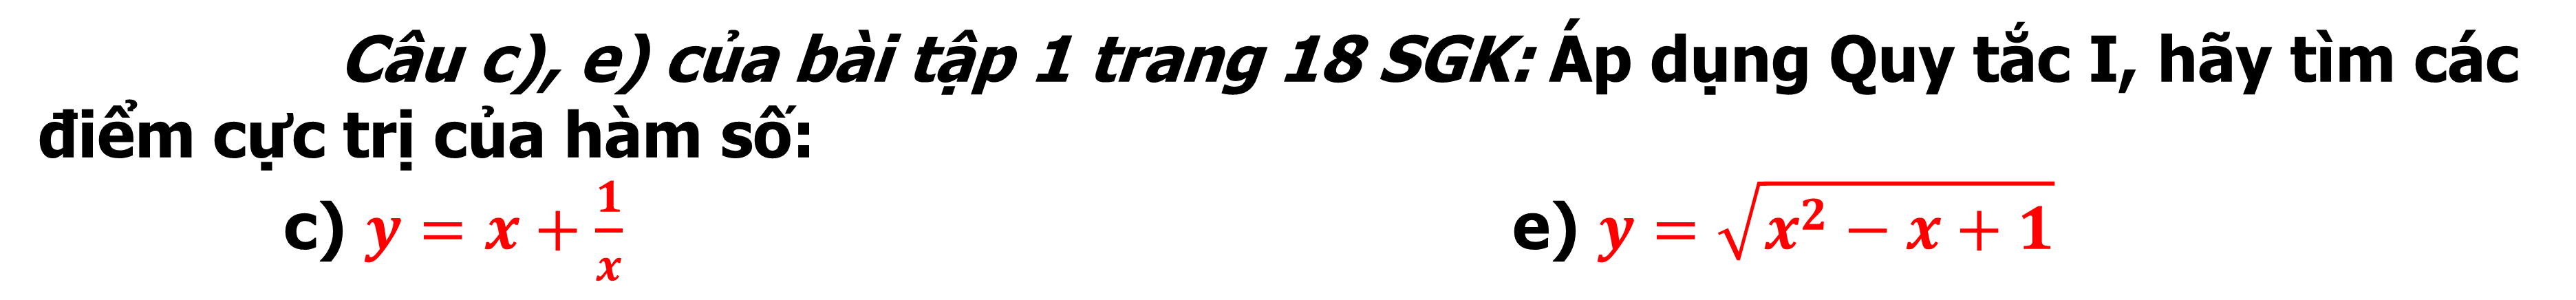 Câu c), e) của bài tập 1 trang 18 SGK: Áp dụng Quy tắc I, hãy tìm các
điểm cực trị của hàm số:
c) y = x + 1/x e) y = √(x² − x + 1)